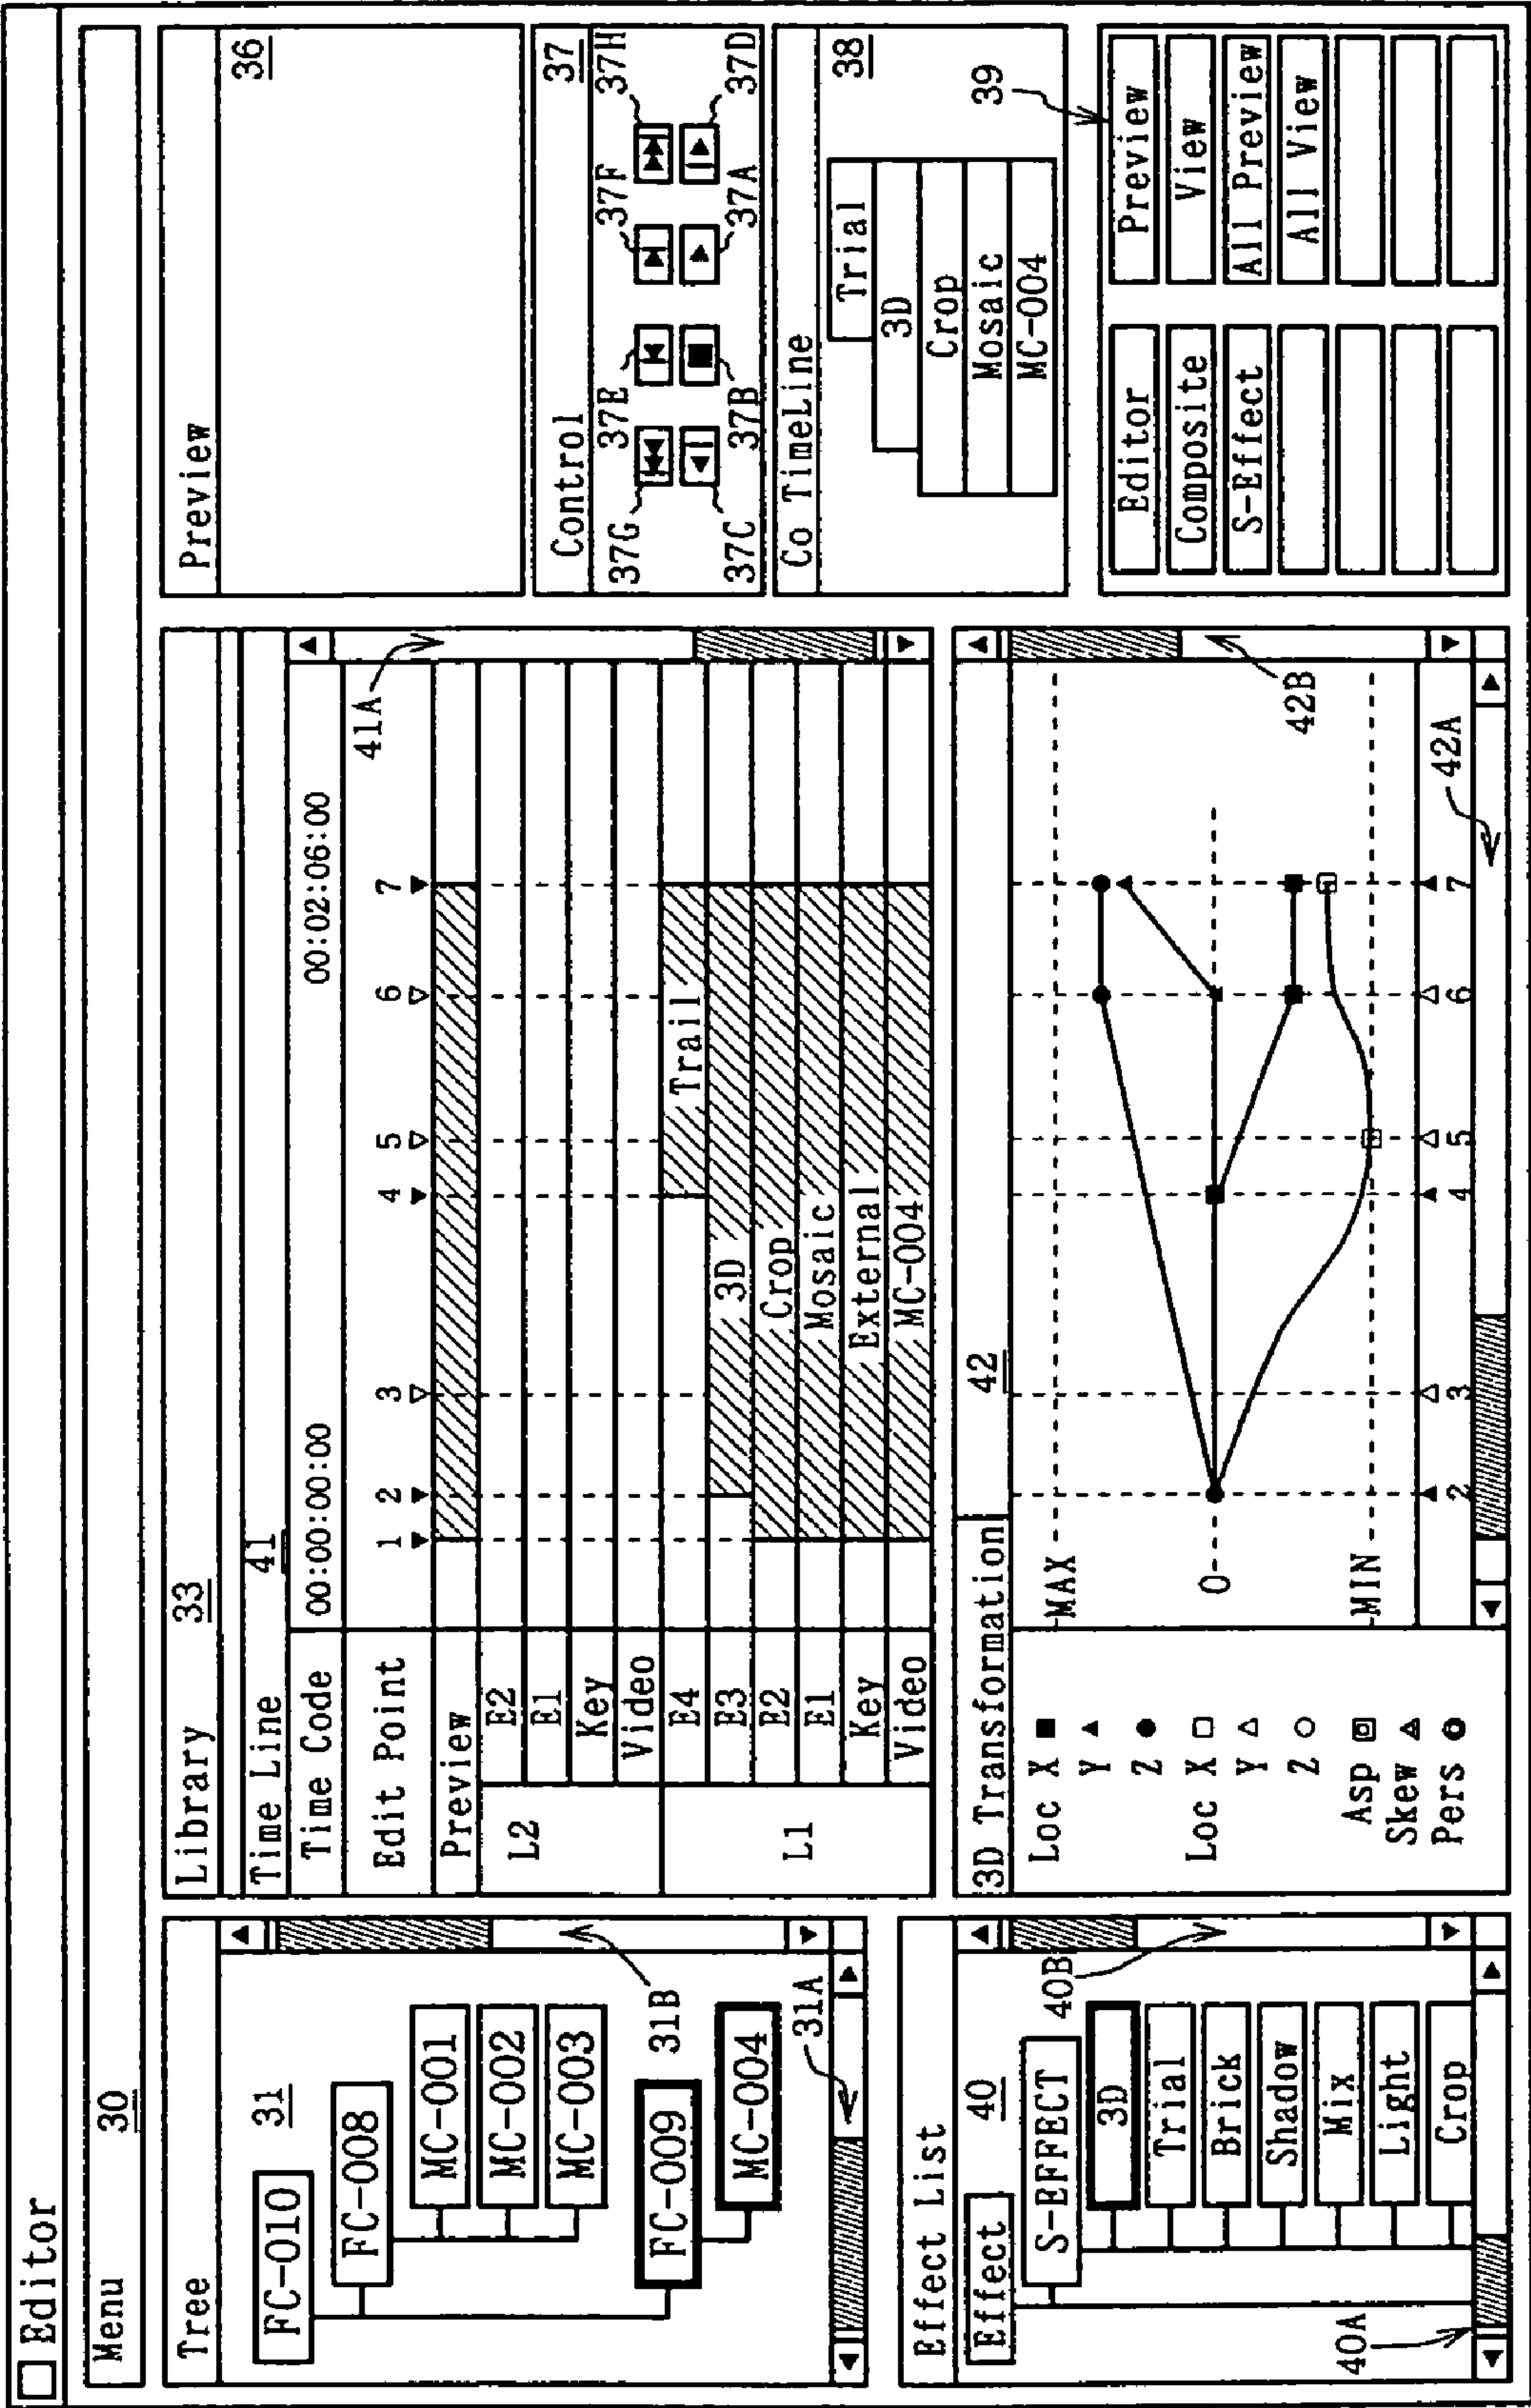 Editor
Menu 30
Tree
31
FC-010
FC-008
MC-001
MC-002
MC-003
FC-009
MC-004
31B
31A
Effect List
40
Effect
S-EFFECT
3D
Trial
Brick
Shadow
Mix
Light
Crop
40A
40B
Library 33
Time Line 41
Time Code 00:00:00:00 00:02:06:00
Edit Point 1 2 3 4 5 6 7
41A
Preview
L2 E2
E1
Key
Video
L1 E4 Trail
E3 3D
E2 Crop
E1 Mosaic
Key External
Video MC-004
3D Transformation 42
Loc X
Y
Z
Loc X
Y
Z
Asp
Skew
Pers
MAX
0
MIN
2 3 4 5 6 7
42A
42B
Preview
36
Control 37
37G 37E 37F 37H
37C 37B 37A 37D
Co TimeLine
38
Trial
3D
Crop
Mosaic
MC-004
39
Editor Preview
Composite View
S-Effect All Preview
All View